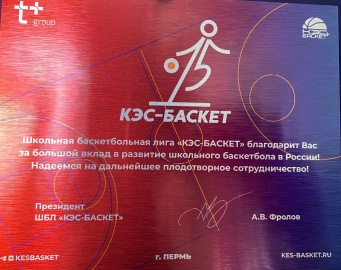 т+
group
КЭС
БАСКЕТ
КЭС-БАСКЕТ
Школьная баскетбольная лига «КЭС-БАСКЕТ» благодарит Вас
за большой вклад в развитие школьного баскетбола в России!
Надеемся на дальнейшее плодотворное сотрудничество!
Президент
ШБЛ «КЭС-БАСКЕТ»
А.В. Фролов
KESBASKET
г. ПЕРМЬ
KES-BASKET.RU